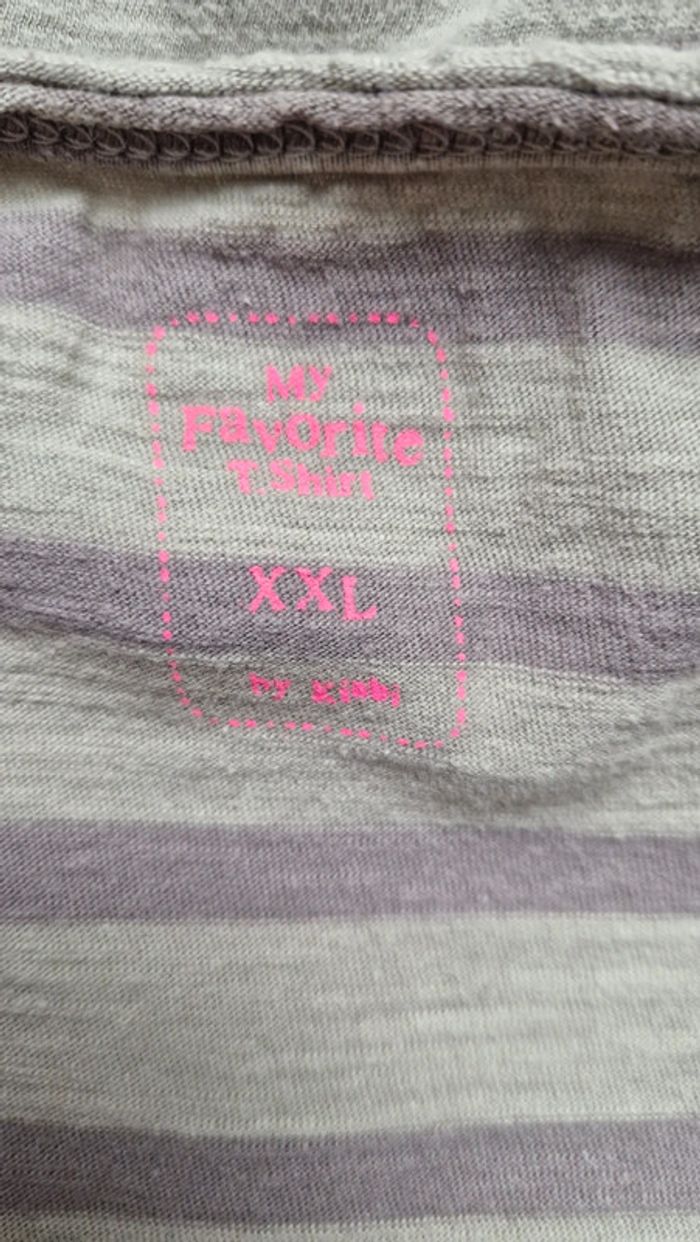 My
Favorite
T.Shirt
XXL
by Kiabi